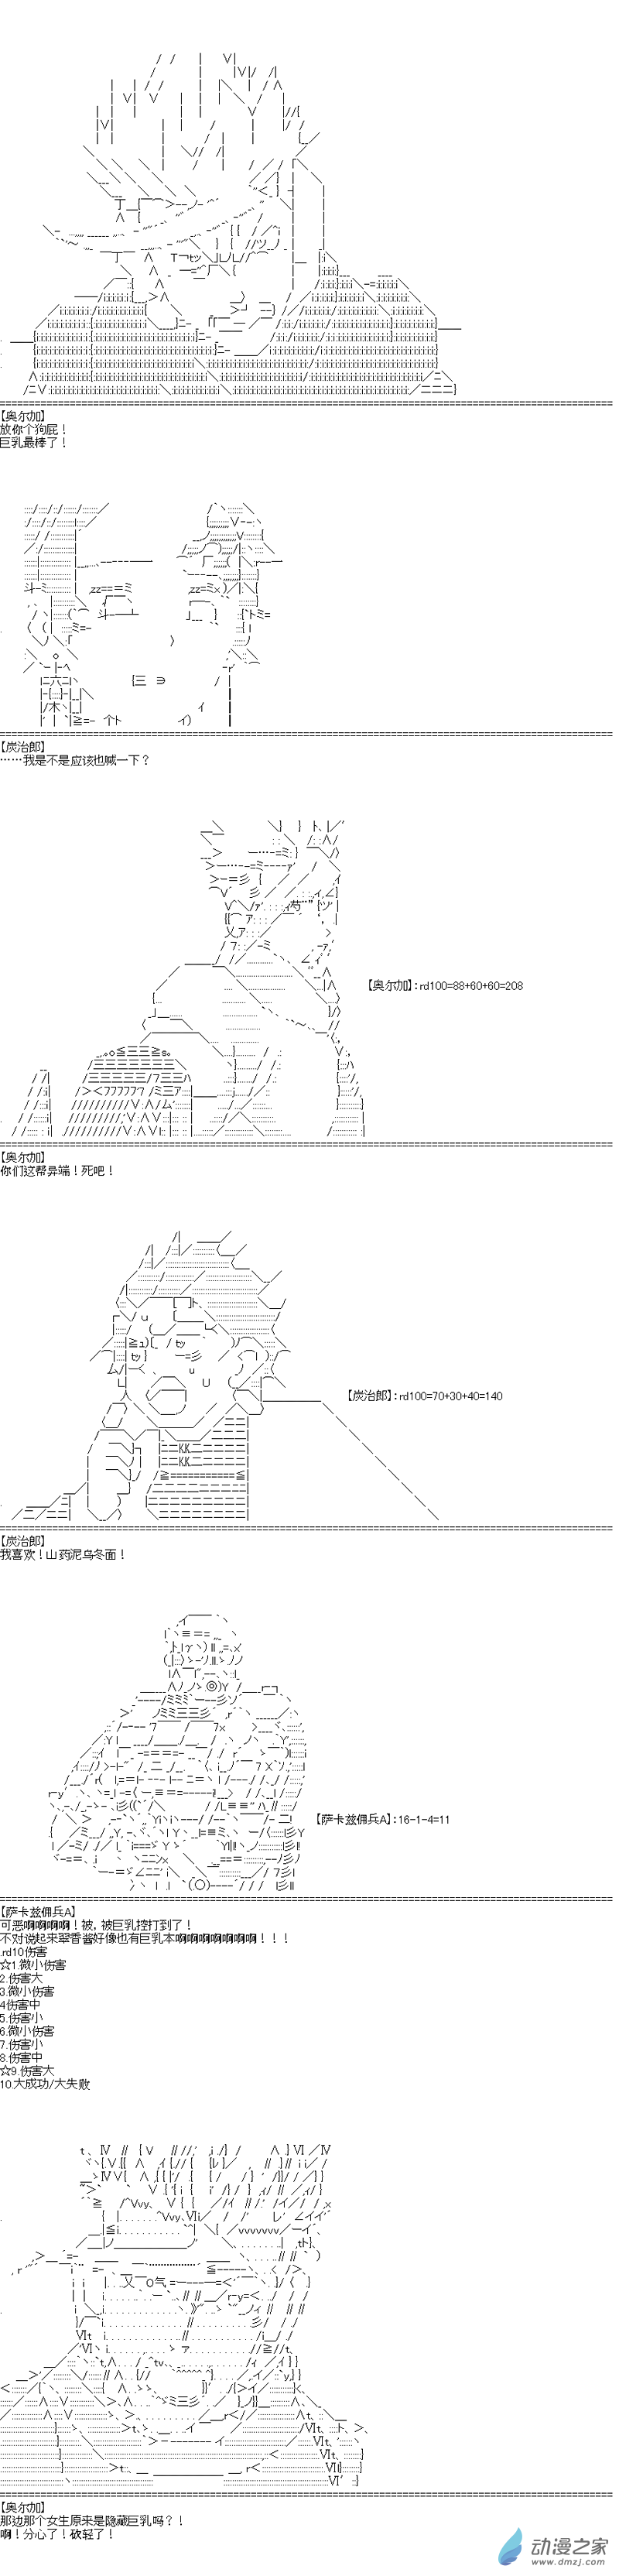 【奥尔加】
放你个狗屁！
巨乳最棒了！
【炭治郎】
……我是不是应该也喊一下？
【奥尔加】：rd100=88+60+60=208
【奥尔加】
你们这帮异端！死吧！
【炭治郎】：rd100=70+30+40=140
【炭治郎】
我喜欢！山药泥乌冬面！
【萨卡兹佣兵A】：16-1-4=11
【萨卡兹佣兵A】
可恶啊啊啊啊！被，被巨乳控打到了！
不对说起来翠香酱好像也有巨乳本啊啊啊啊啊啊啊！！！
.rd10伤害
☆1.微小伤害
2.伤害大
3.微小伤害
4伤害中
5.伤害小
6.微小伤害
7.伤害小
8.伤害中
☆9.伤害大
10.大成功/大失败
【奥尔加】
那边那个女生原来是隐藏巨乳吗？！
啊！分心了！砍轻了！
动漫之家
www.dmzj.com